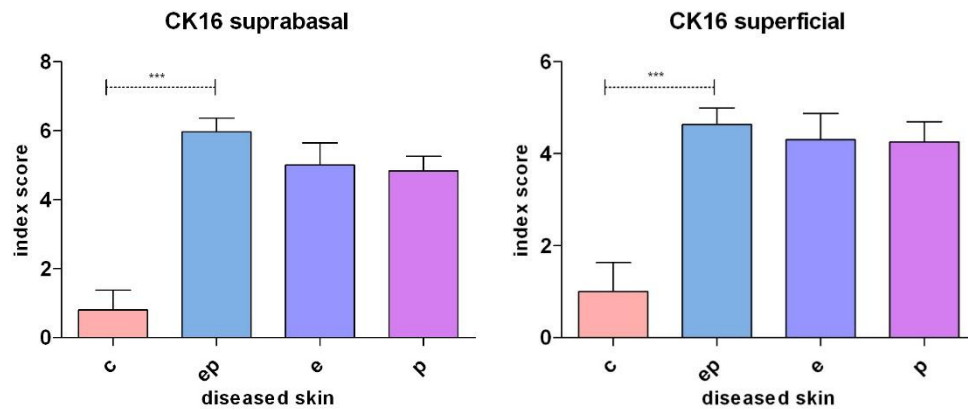 CK16 suprabasal
8
6
4
2
0
index score
***
c
ep
e
p
diseased skin
CK16 superficial
6
4
2
0
index score
***
c
ep
e
p
diseased skin